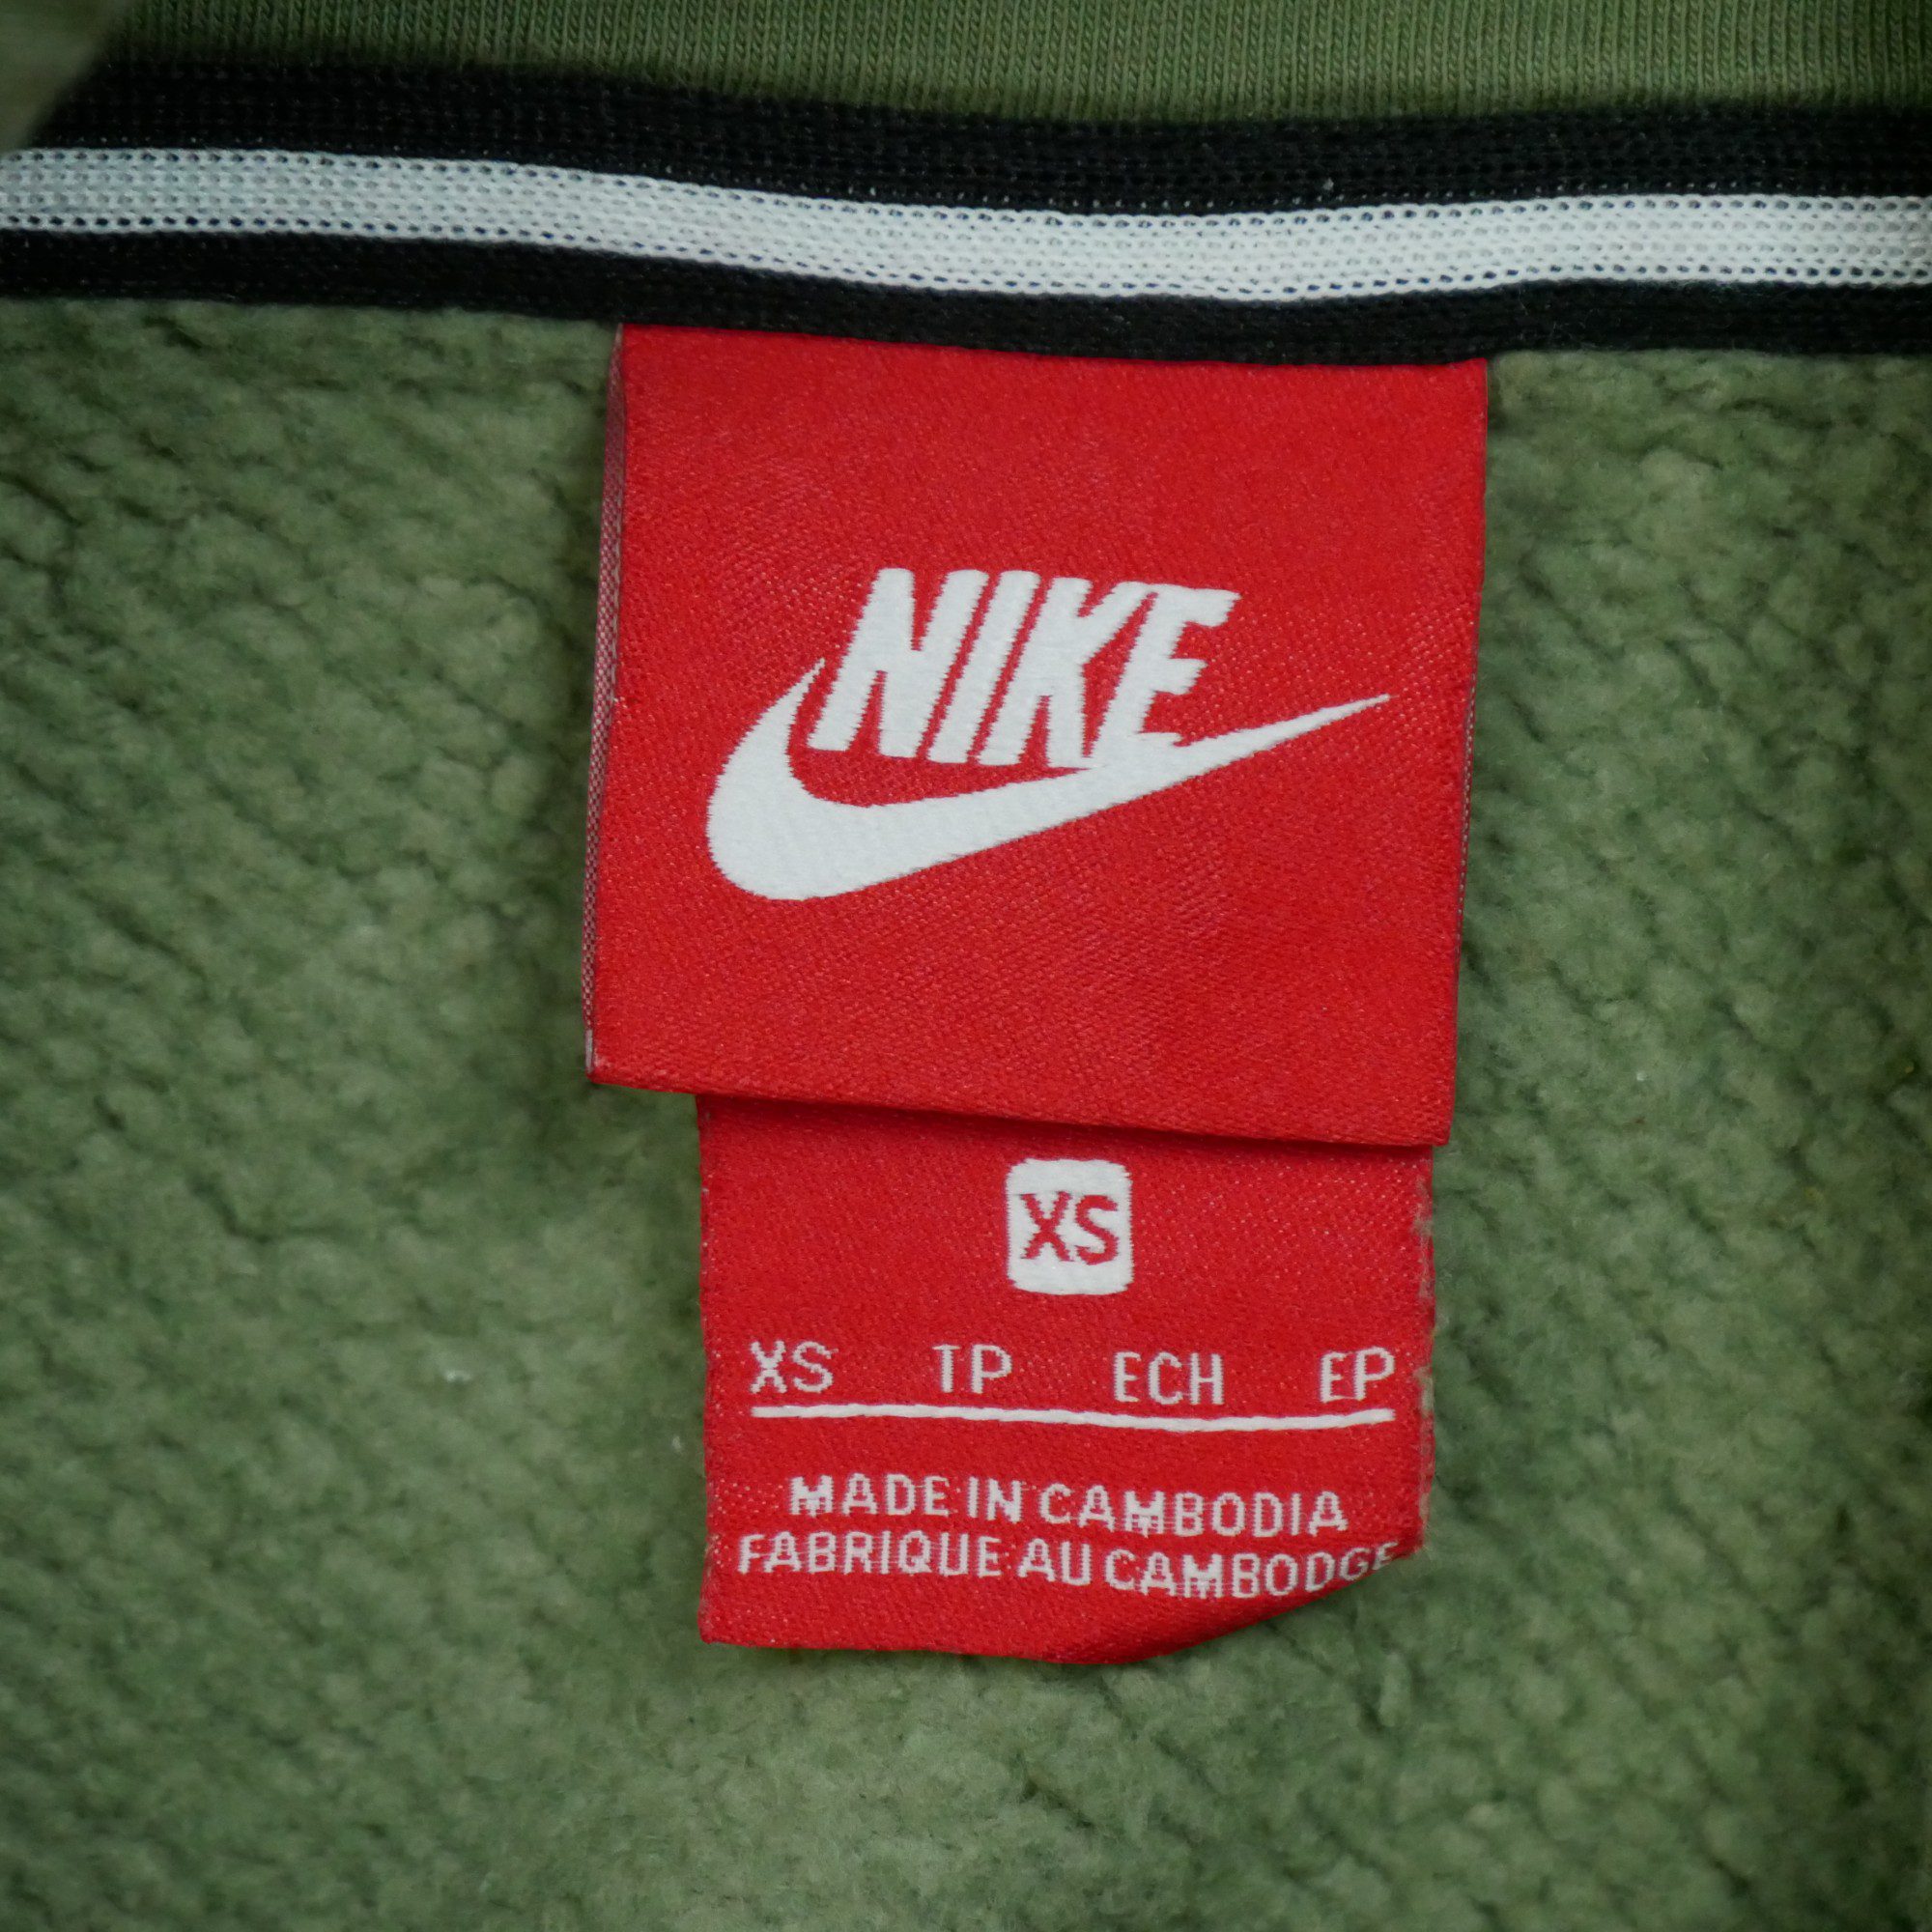 NIKE
XS
XS TP ECH EP
MADE IN CAMBODIA
FABRIQUE AU CAMBODGE